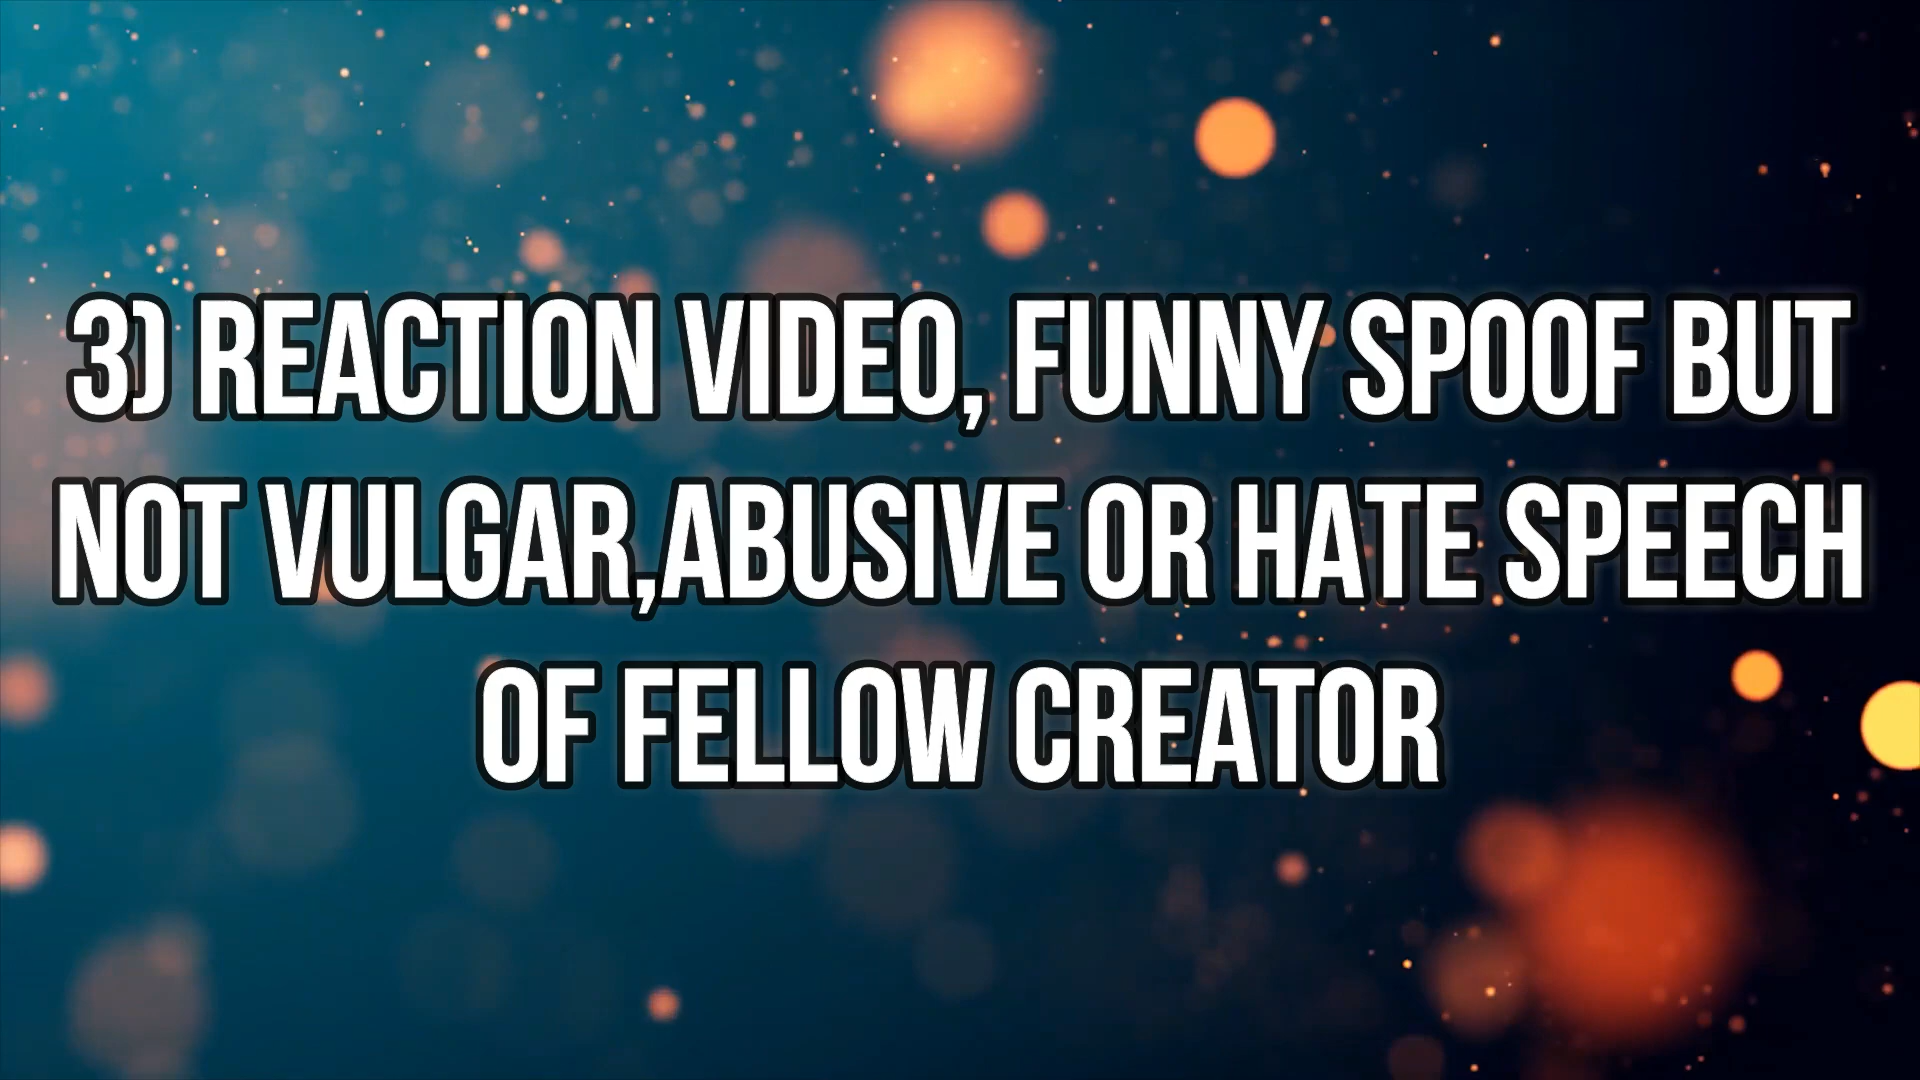 3) REACTION VIDEO, FUNNY SPOOF BUT
NOT VULGAR,ABUSIVE OR HATE SPEECH
OF FELLOW CREATOR